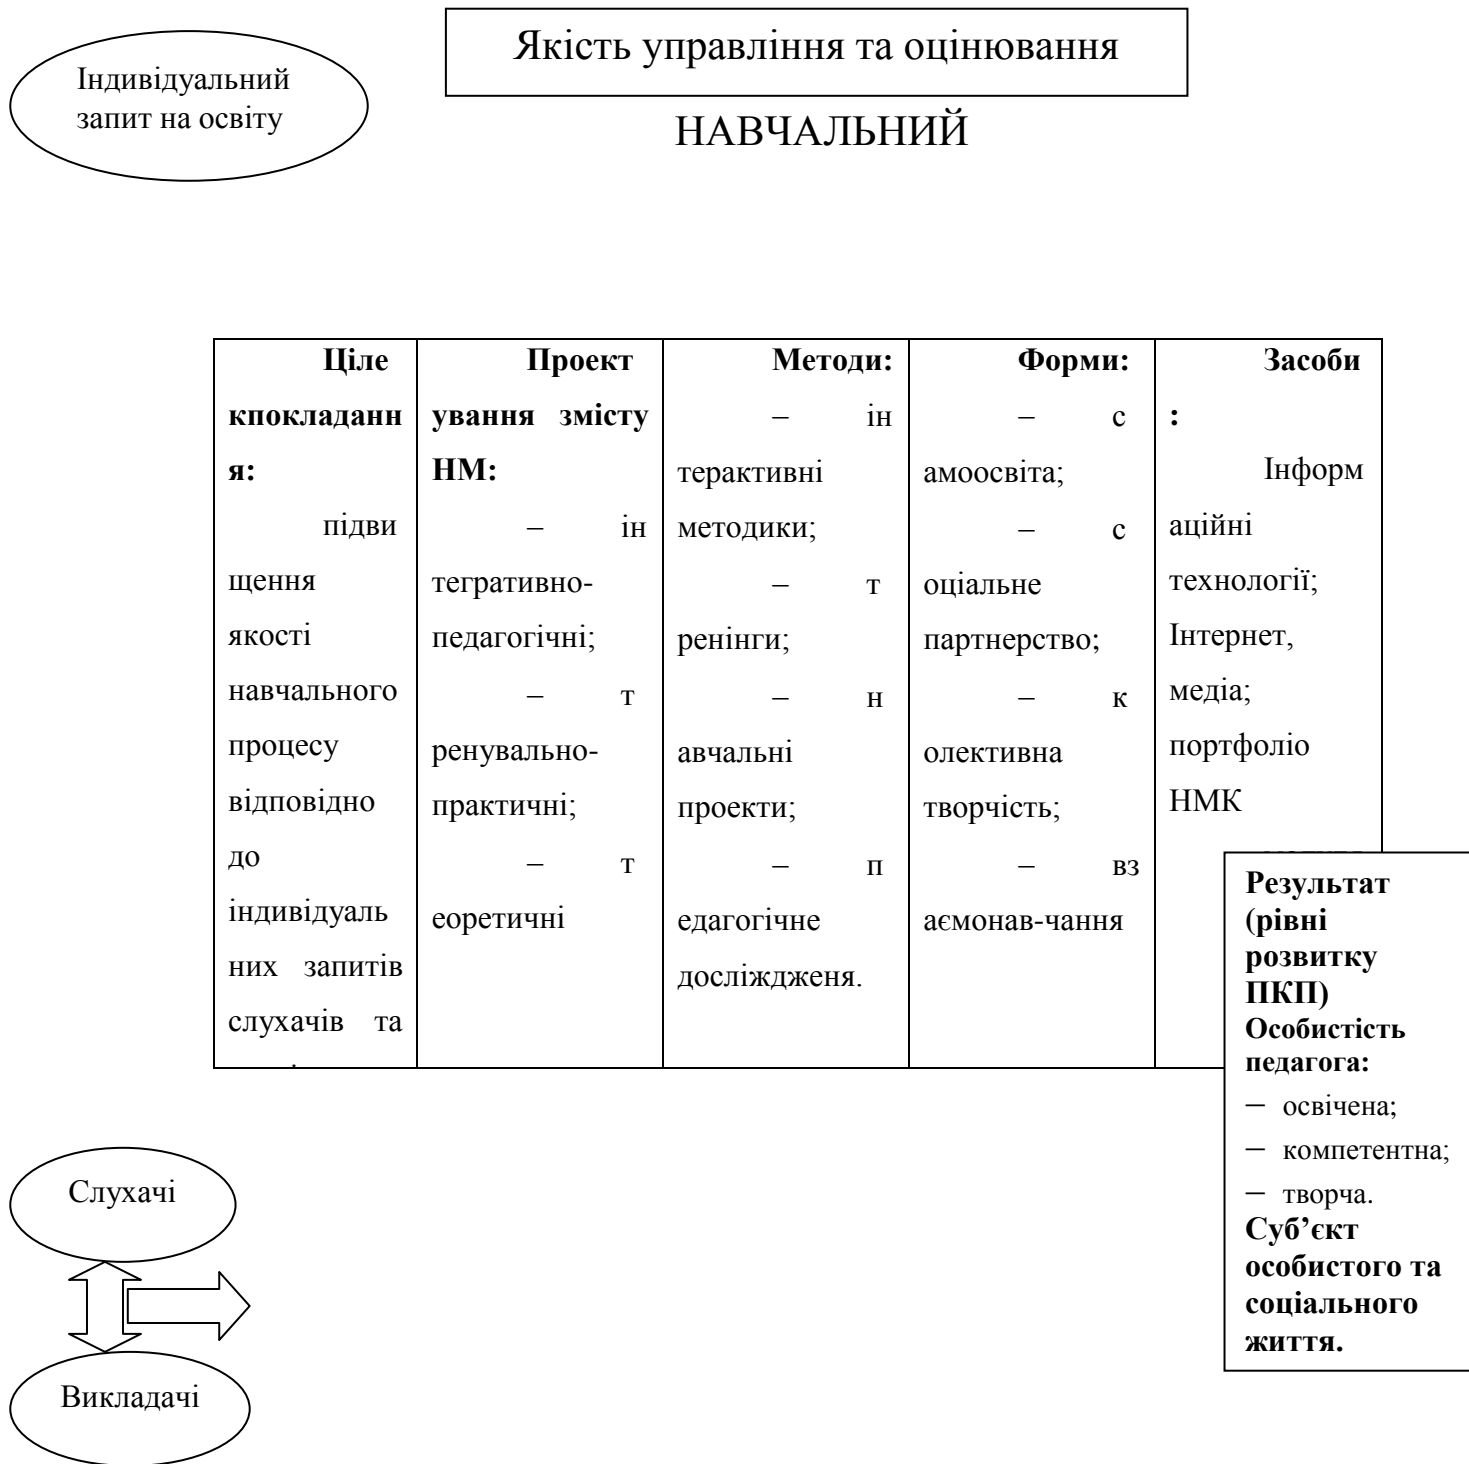 Якість управління та оцінювання
Індивідуальний
запит на освіту
НАВЧАЛЬНИЙ
Ціле
кпокладанн
я:
підви
щення
якості
навчального
процесу
відповідно
до
індивідуаль
них запитів
слухачів та
Проект
ування змісту
НМ:
– ін
тегративно-
педагогічні;
– т
ренувально-
практичні;
– т
еоретичні
Методи:
– ін
терактивні
методики;
– т
ренінги;
– н
авчальні
проекти;
– п
едагогічне
досліждженя.
Форми:
– с
амоосвіта;
– с
оціальне
партнерство;
– к
олективна
творчість;
– вз
аємонав-чання
Засоби
:
Інформ
аційні
технології;
Інтернет,
медіа;
портфоліо
НМК
Результат
(рівні
розвитку
ПКП)
Особистість
педагога:
– освічена;
– компетентна;
– творча.
Суб’єкт
особистого та
соціального
життя.
Слухачі
Викладачі